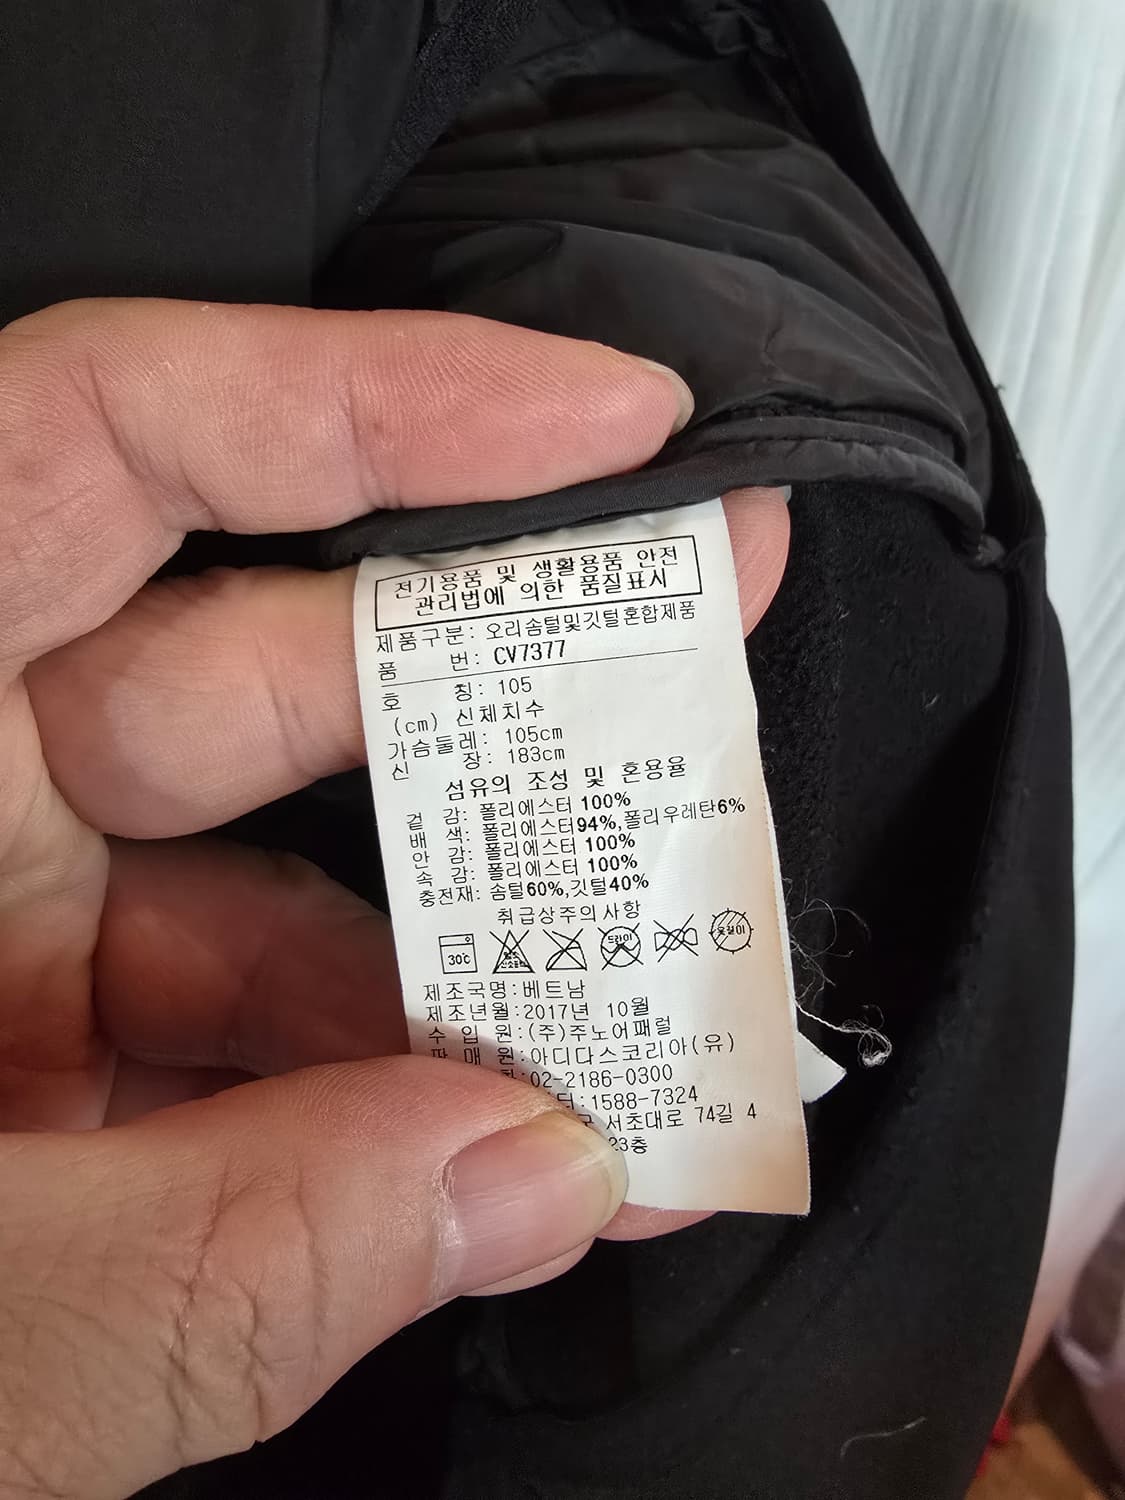 전기용품 및 생활용품 안전
관리법에 의한 품질표시
제품구분: 오리솜털및깃털혼합제품
품 번: CV7377
호 칭: 105
(cm) 신체치수
가슴둘레: 105cm
신 장: 183cm
섬유의 조성 및 혼용율
겉 감: 폴리에스터 100%
배 색: 폴리에스터94%,폴리우레탄6%
안 감: 폴리에스터 100%
속 감: 폴리에스터 100%
충전재: 솜털60%,깃털40%
취급상주의사항
30℃ 드라이 옷걸이
제조국명:베트남
제조년월:2017년 10월
수 입 원:(주)주노어패럴
판 매 원:아디다스코리아(유)
:02-2186-0300
터:1588-7324
서초대로 74길 4
23층